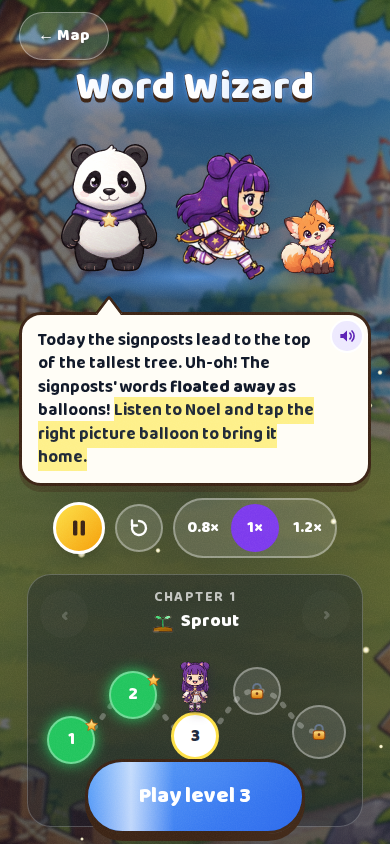 ← Map
Word Wizard
Today the signposts lead to the top
of the tallest tree. Uh-oh! The
signposts' words floated away as
balloons! Listen to Noel and tap the
right picture balloon to bring it
home.
0.8× 1× 1.2×
CHAPTER 1
‹ Sprout ›
2
1
3
Play level 3